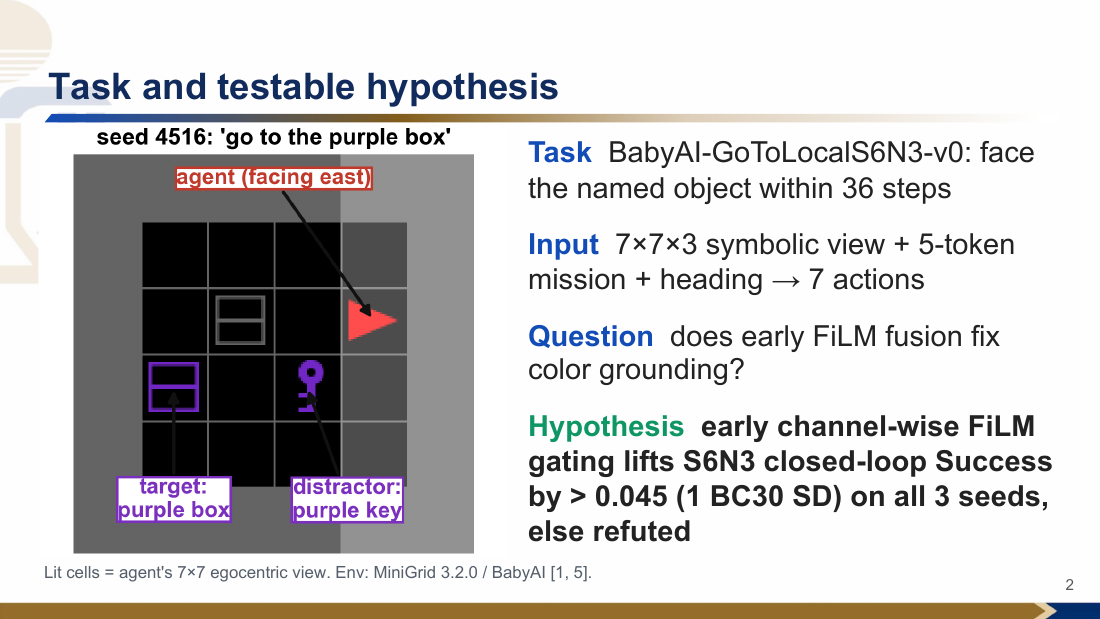 Task and testable hypothesis
seed 4516: 'go to the purple box'
agent (facing east)
target:
purple box
distractor:
purple key
Lit cells = agent's 7×7 egocentric view. Env: MiniGrid 3.2.0 / BabyAI [1, 5].
Task BabyAI-GoToLocalS6N3-v0: face
the named object within 36 steps
Input 7×7×3 symbolic view + 5-token
mission + heading → 7 actions
Question does early FiLM fusion fix
color grounding?
Hypothesis early channel-wise FiLM
gating lifts S6N3 closed-loop Success
by > 0.045 (1 BC30 SD) on all 3 seeds,
else refuted
2